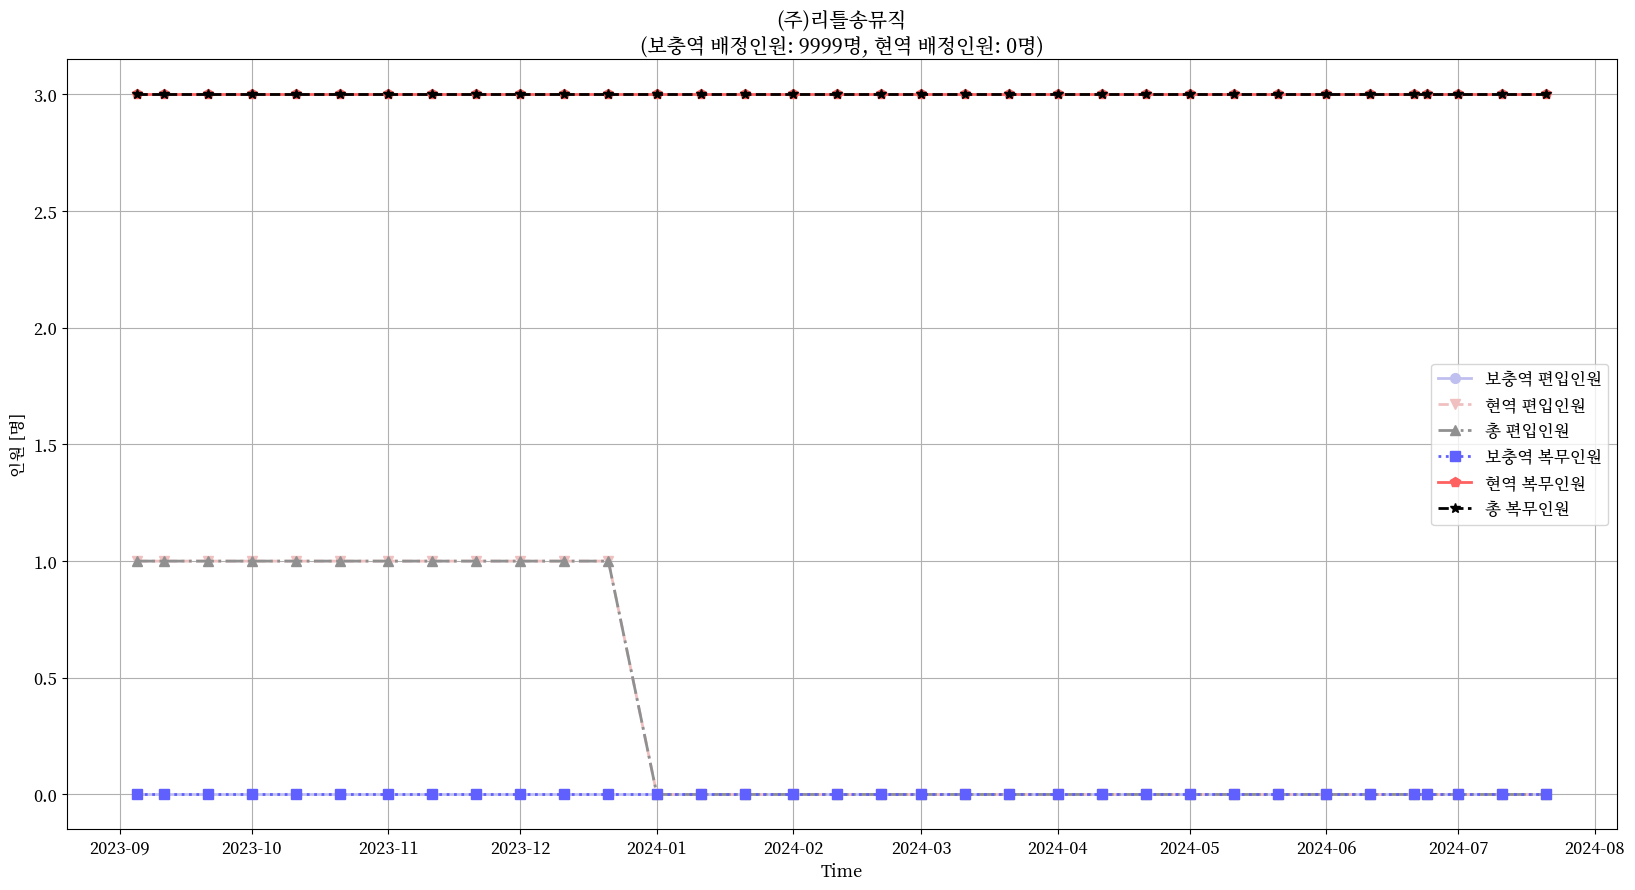 (주)리틀송뮤직
(보충역 배정인원: 9999명, 현역 배정인원: 0명)
3.0
2.5
2.0
1.5
1.0
0.5
0.0
인원 [명]
보충역 편입인원
현역 편입인원
총 편입인원
보충역 복무인원
현역 복무인원
총 복무인원
2023-09 2023-10 2023-11 2023-12 2024-01 2024-02 2024-03 2024-04 2024-05 2024-06 2024-07 2024-08
Time